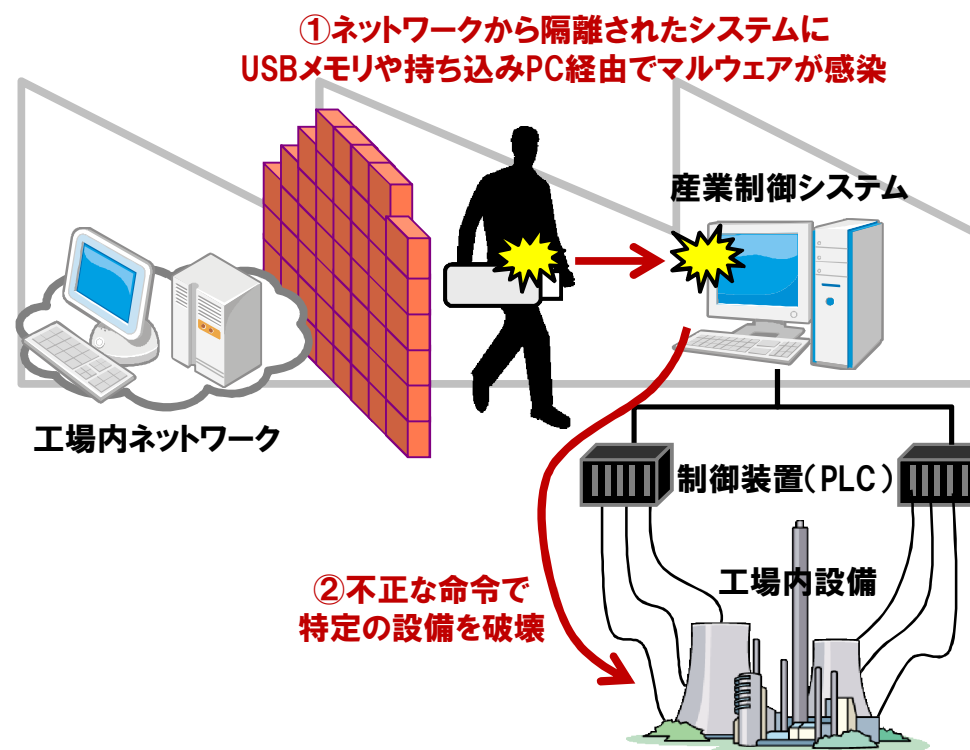 ①ネットワークから隔離されたシステムに
USBメモリや持ち込みPC経由でマルウェアが感染
産業制御システム
工場内ネットワーク
制御装置(PLC)
工場内設備
②不正な命令で
特定の設備を破壊